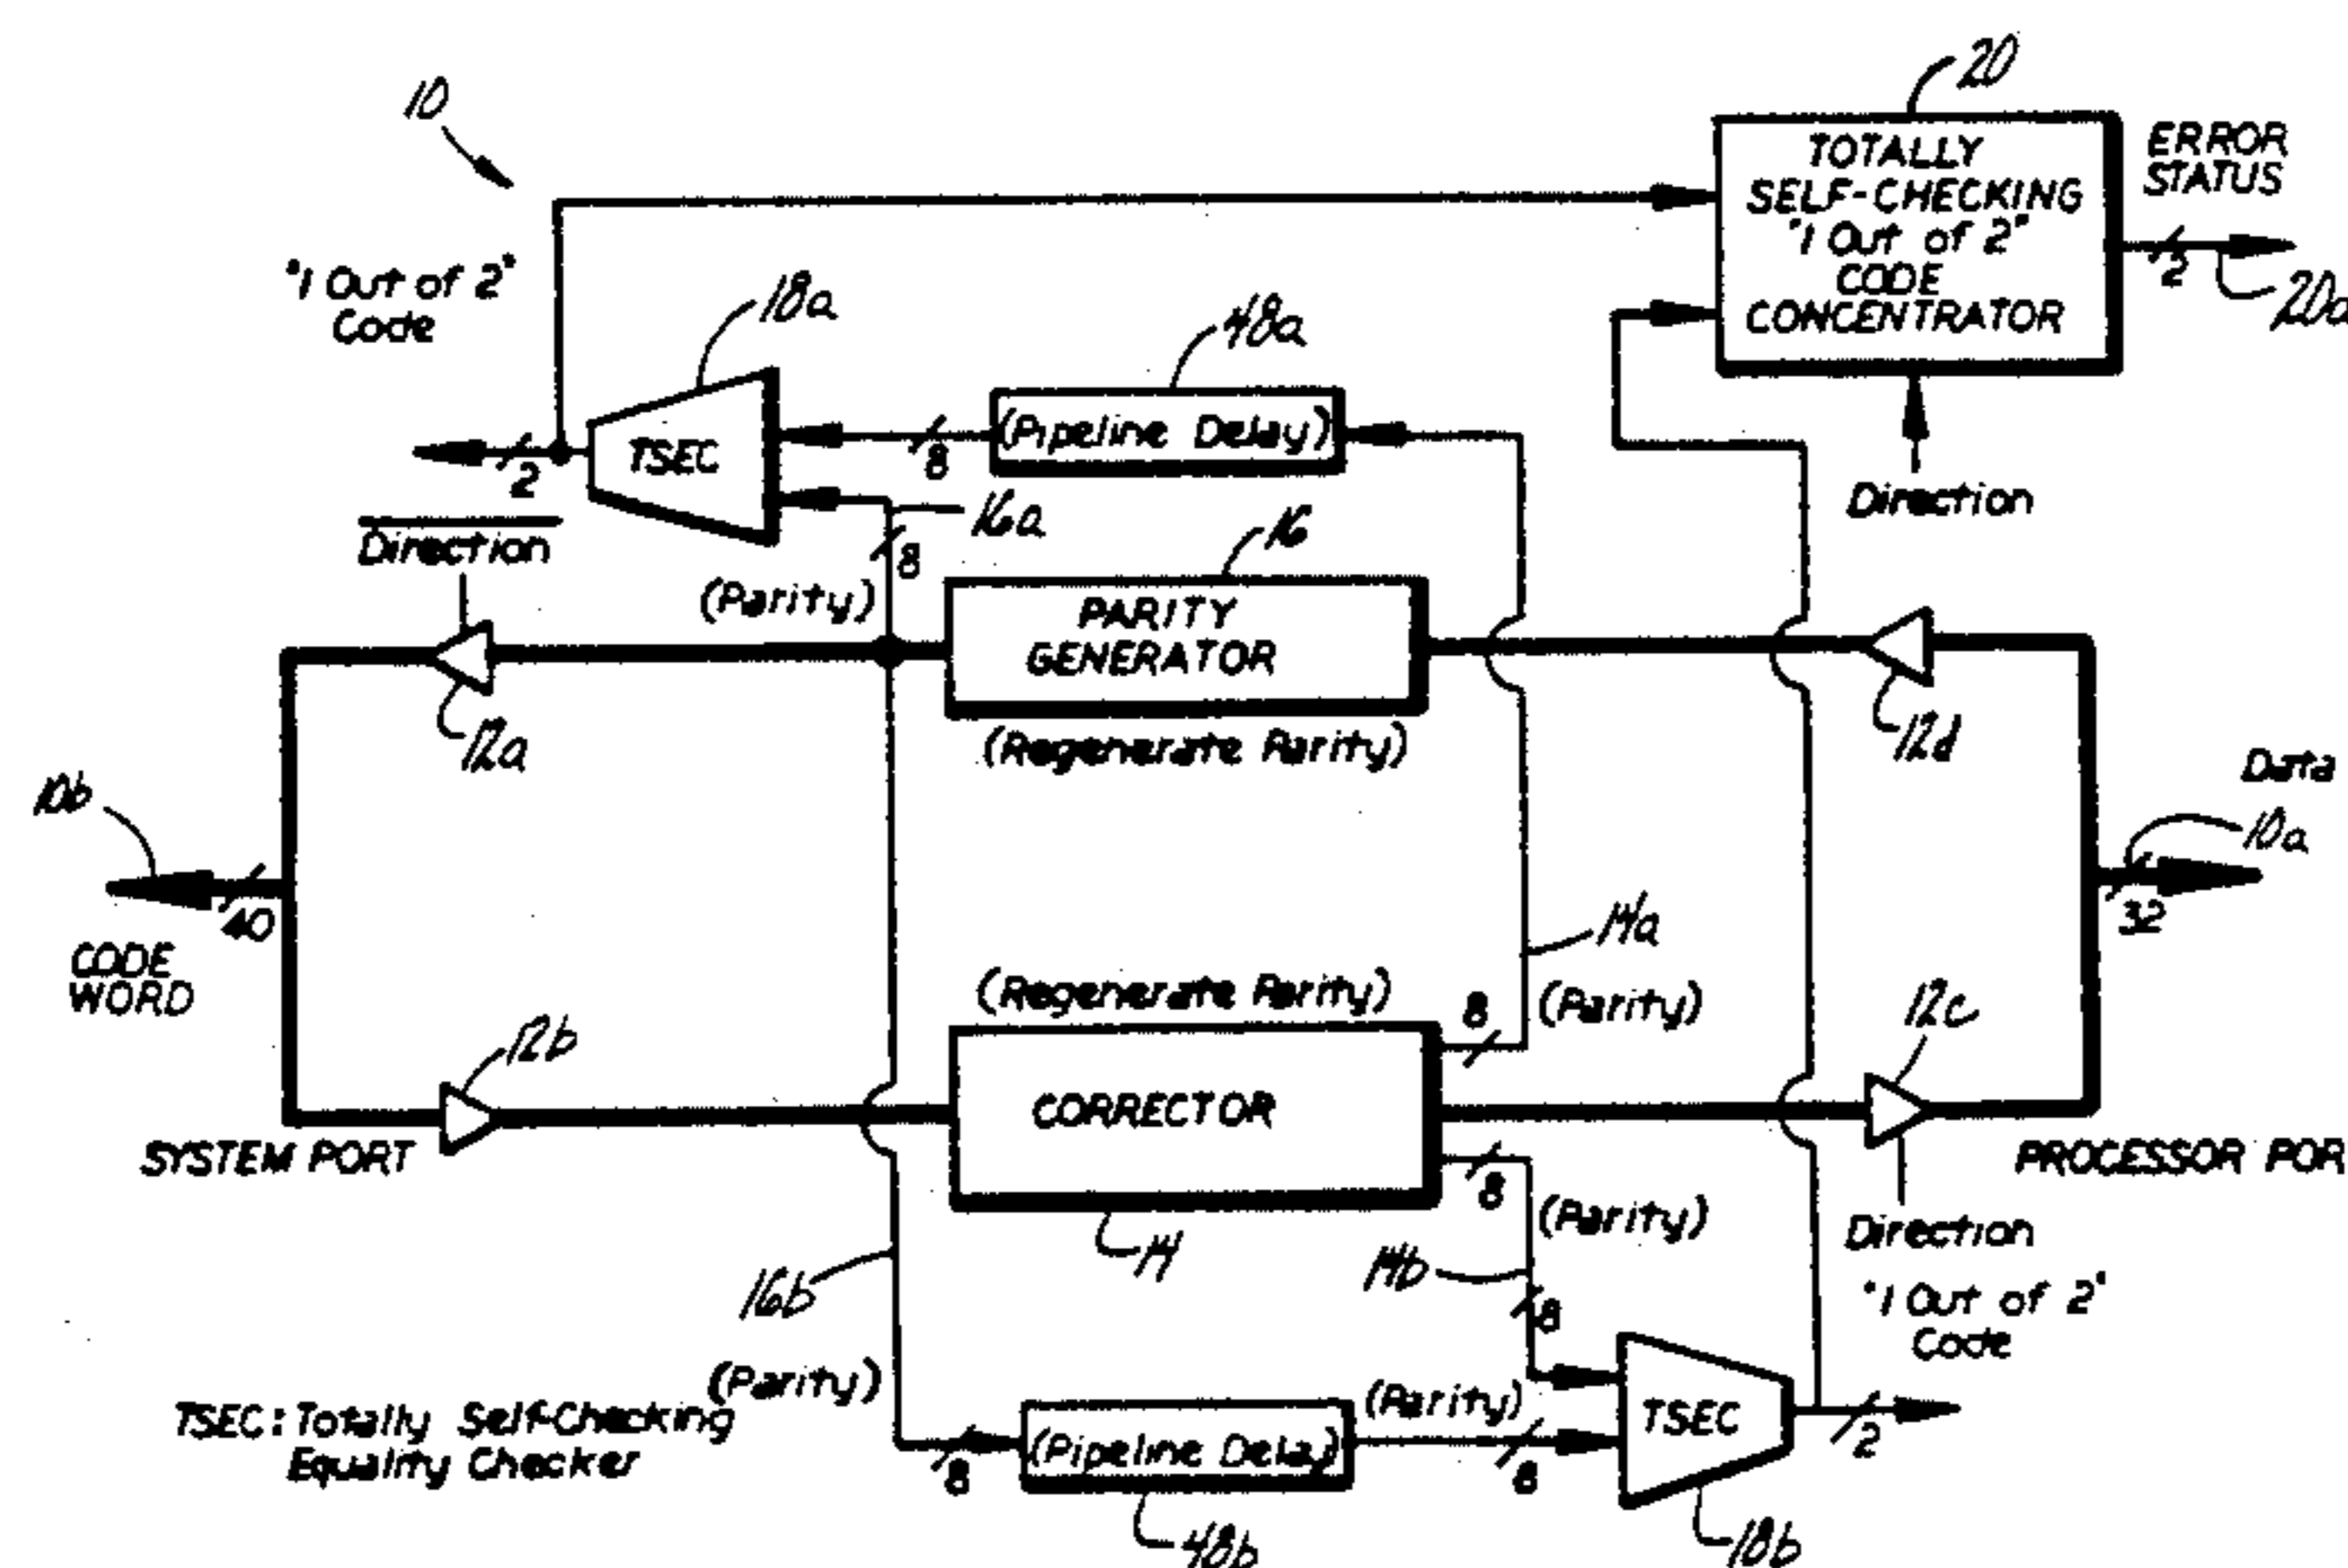 10
20
TOTALLY
SELF-CHECKING
"1 Out of 2"
CODE
CONCENTRATOR
ERROR
STATUS
2
20a
"1 Out of 2"
Code
18a
48a
TSEC
8
(Pipeline Delay)
2
16a
Direction
Direction
8
16
(Parity)
PARITY
GENERATOR
12a
(Regenerate Parity)
12d
Data
10b
10a
40
32
CODE
WORD
14a
(Regenerate Parity)
8
(Parity)
12c
12b
CORRECTOR
SYSTEM PORT
PROCESSOR POR
8
(Parity)
Direction
14
14b
16b
8
"1 Out of 2"
Code
(Parity)
(Parity)
TSEC
2
TSEC: Totally Self-Checking
Equality Checker
8
(Pipeline Delay)
8
48b
18b